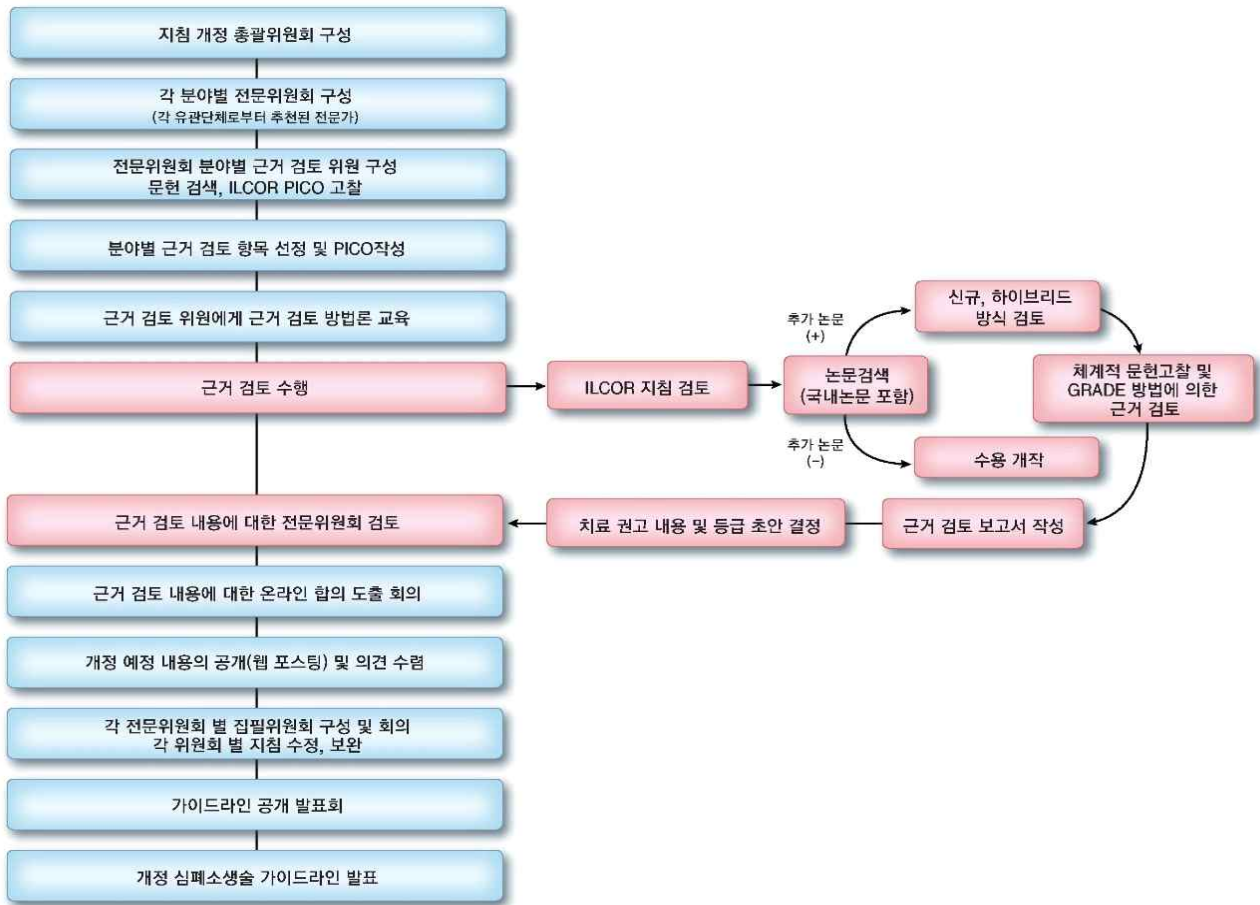 지침 개정 총괄위원회 구성
각 분야별 전문위원회 구성
(각 유관단체로부터 추천된 전문가)
전문위원회 분야별 근거 검토 위원 구성
문헌 검색, ILCOR PICO 고찰
분야별 근거 검토 항목 선정 및 PICO작성
근거 검토 위원에게 근거 검토 방법론 교육
근거 검토 수행
ILCOR 지침 검토
논문검색
(국내논문 포함)
추가 논문
(+)
신규, 하이브리드
방식 검토
체계적 문헌고찰 및
GRADE 방법에 의한
근거 검토
추가 논문
(−)
수용 개작
근거 검토 보고서 작성
치료 권고 내용 및 등급 초안 결정
근거 검토 내용에 대한 전문위원회 검토
근거 검토 내용에 대한 온라인 합의 도출 회의
개정 예정 내용의 공개(웹 포스팅) 및 의견 수렴
각 전문위원회 별 집필위원회 구성 및 회의
각 위원회 별 지침 수정, 보완
가이드라인 공개 발표회
개정 심폐소생술 가이드라인 발표